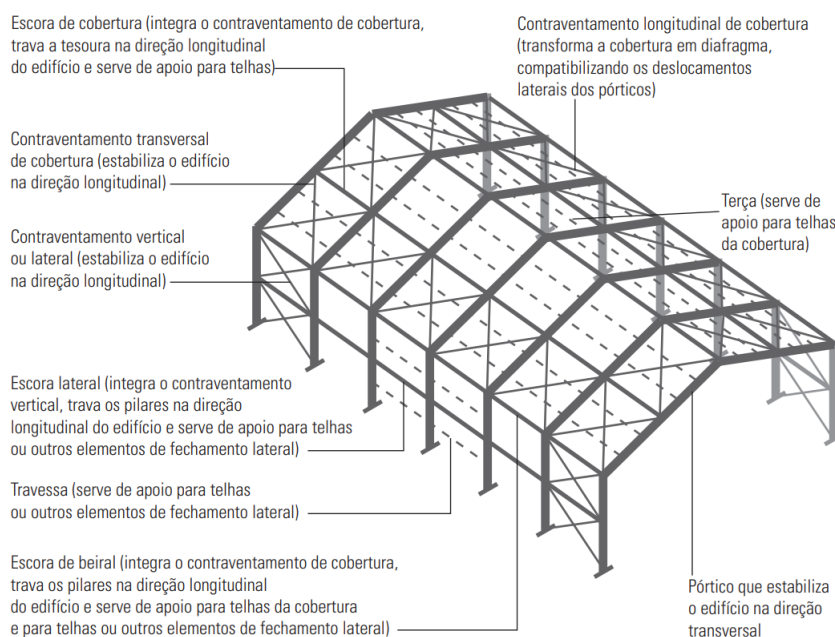 Escora de cobertura (integra o contraventamento de cobertura,
trava a tesoura na direção longitudinal
do edifício e serve de apoio para telhas)
Contraventamento longitudinal de cobertura
(transforma a cobertura em diafragma,
compatibilizando os deslocamentos
laterais dos pórticos)
Contraventamento transversal
de cobertura (estabiliza o edifício
na direção longitudinal)
Terça (serve de
apoio para telhas
da cobertura)
Contraventamento vertical
ou lateral (estabiliza o edifício
na direção longitudinal)
Escora lateral (integra o contraventamento
vertical, trava os pilares na direção
longitudinal do edifício e serve de apoio para telhas
ou outros elementos de fechamento lateral)
Travessa (serve de apoio para telhas
ou outros elementos de fechamento lateral)
Escora de beiral (integra o contraventamento de cobertura,
trava os pilares na direção longitudinal
do edifício e serve de apoio para telhas da cobertura
e para telhas ou outros elementos de fechamento lateral)
Pórtico que estabiliza
o edifício na direção
transversal